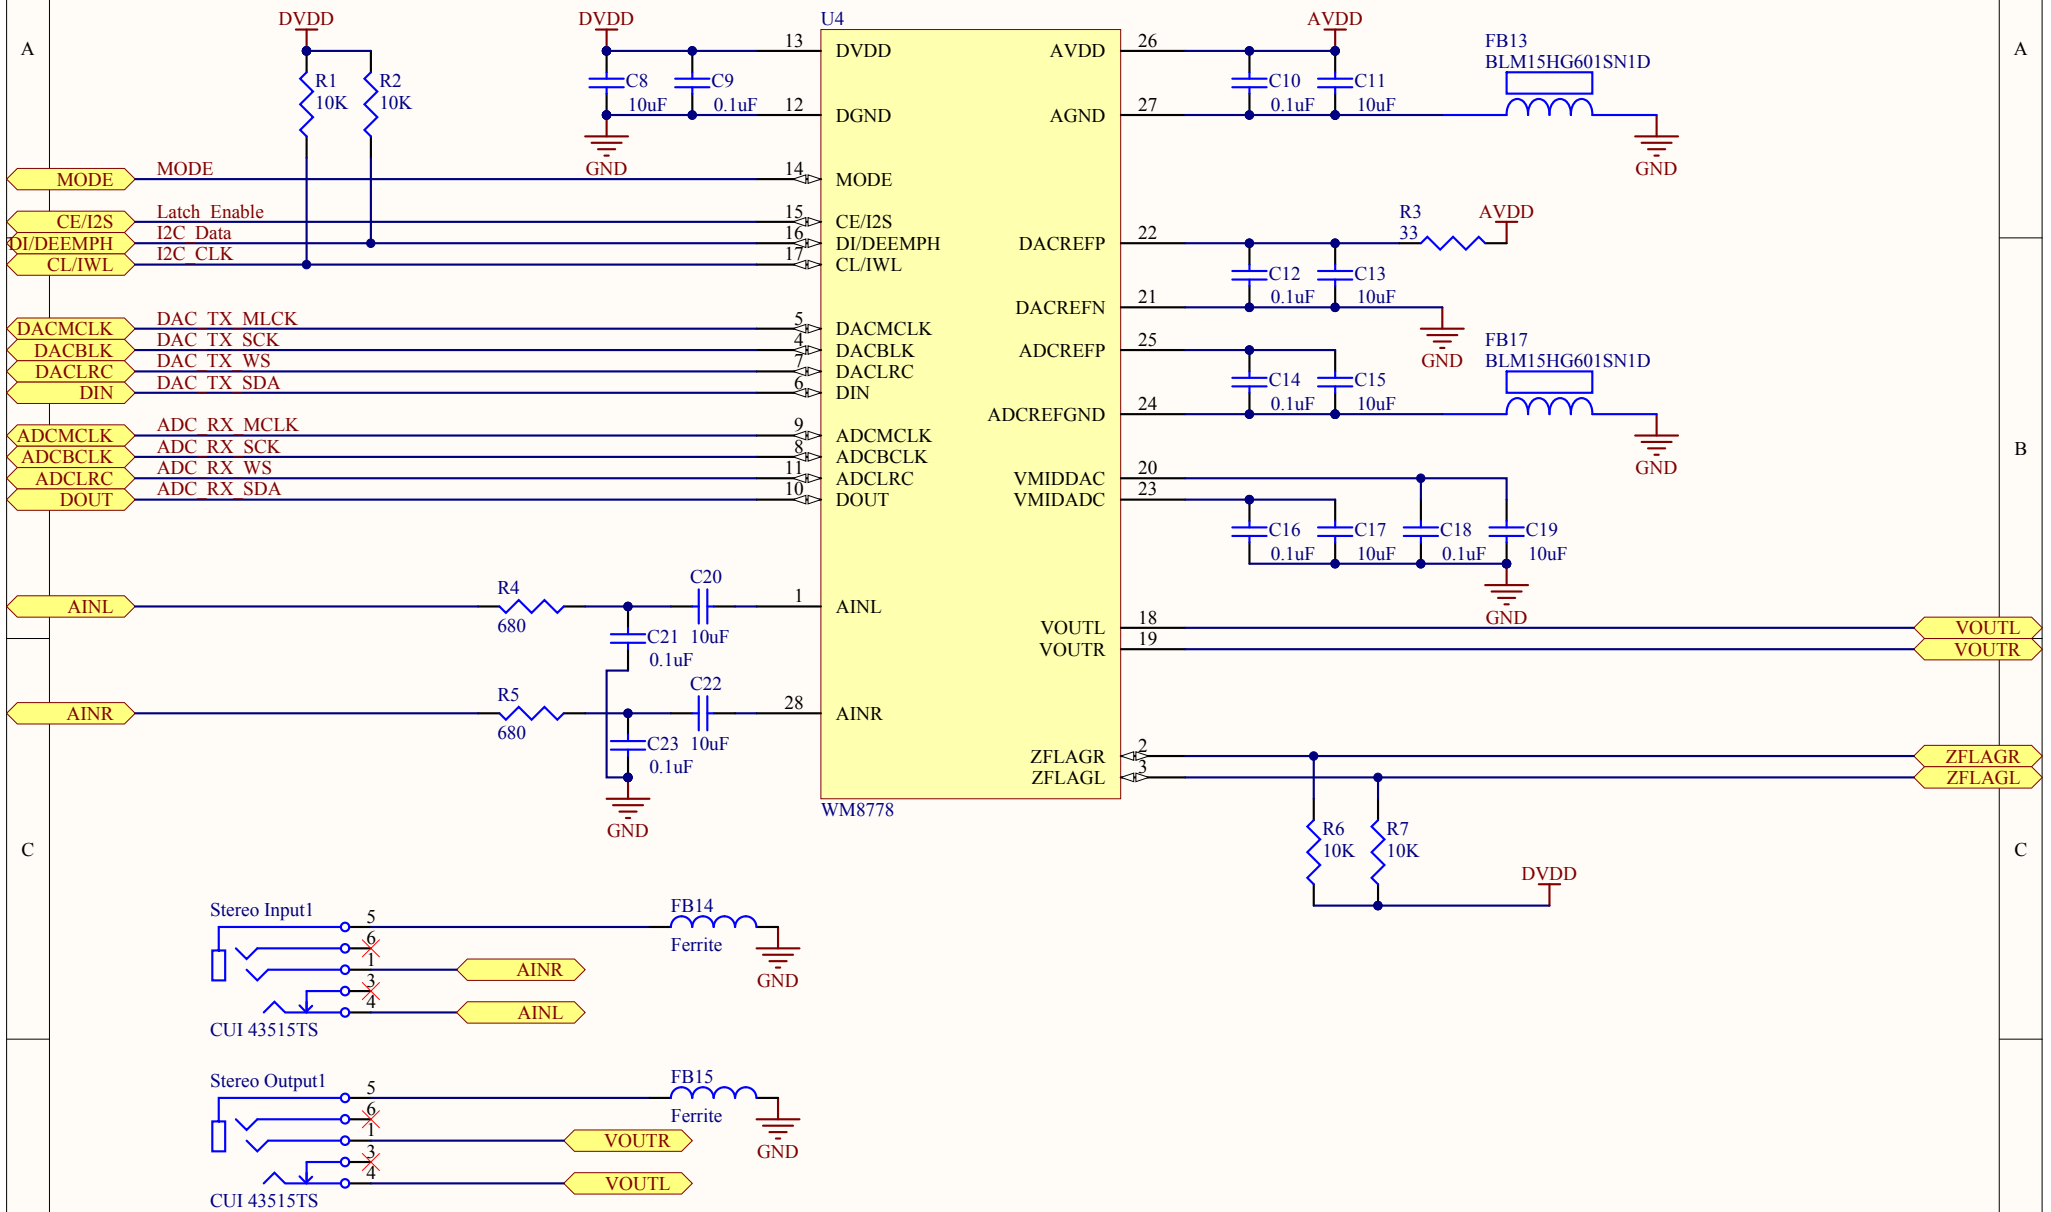 A
A
B
C
C
DVDD
R1
10K
R2
10K
DVDD
C8
10uF
C9
0.1uF
GND
MODE
MODE
CE/I2S
Latch_Enable
DI/DEEMPH
I2C_Data
CL/IWL
I2C_CLK
DACMCLK
DAC_TX_MLCK
DACBLK
DAC_TX_SCK
DACLRC
DAC_TX_WS
DIN
DAC_TX_SDA
ADCMCLK
ADC_RX_MCLK
ADCBCLK
ADC_RX_SCK
ADCLRC
ADC_RX_WS
DOUT
ADC_RX_SDA
AINL
R4
680
C20
10uF
C21
0.1uF
AINR
R5
680
C22
10uF
C23
0.1uF
GND
U4
13 DVDD
12 DGND
14 MODE
15 CE/I2S
16 DI/DEEMPH
17 CL/IWL
5 DACMCLK
4 DACBLK
7 DACLRC
6 DIN
9 ADCMCLK
8 ADCBCLK
11 ADCLRC
10 DOUT
1 AINL
28 AINR
AVDD 26
AGND 27
DACREFP 22
DACREFN 21
ADCREFP 25
ADCREFGND 24
VMIDDAC 20
VMIDADC 23
VOUTL 18
VOUTR 19
ZFLAGR 2
ZFLAGL 3
WM8778
AVDD
C10
0.1uF
C11
10uF
FB13
BLM15HG601SN1D
GND
R3
33
AVDD
C12
0.1uF
C13
10uF
GND
FB17
BLM15HG601SN1D
C14
0.1uF
C15
10uF
GND
C16
0.1uF
C17
10uF
C18
0.1uF
C19
10uF
GND
VOUTL
VOUTR
ZFLAGR
ZFLAGL
R6
10K
R7
10K
DVDD
Stereo Input1
5
6
1
3
4
FB14
Ferrite
GND
AINR
AINL
CUI 43515TS
Stereo Output1
5
6
1
3
4
FB15
Ferrite
GND
VOUTR
VOUTL
CUI 43515TS